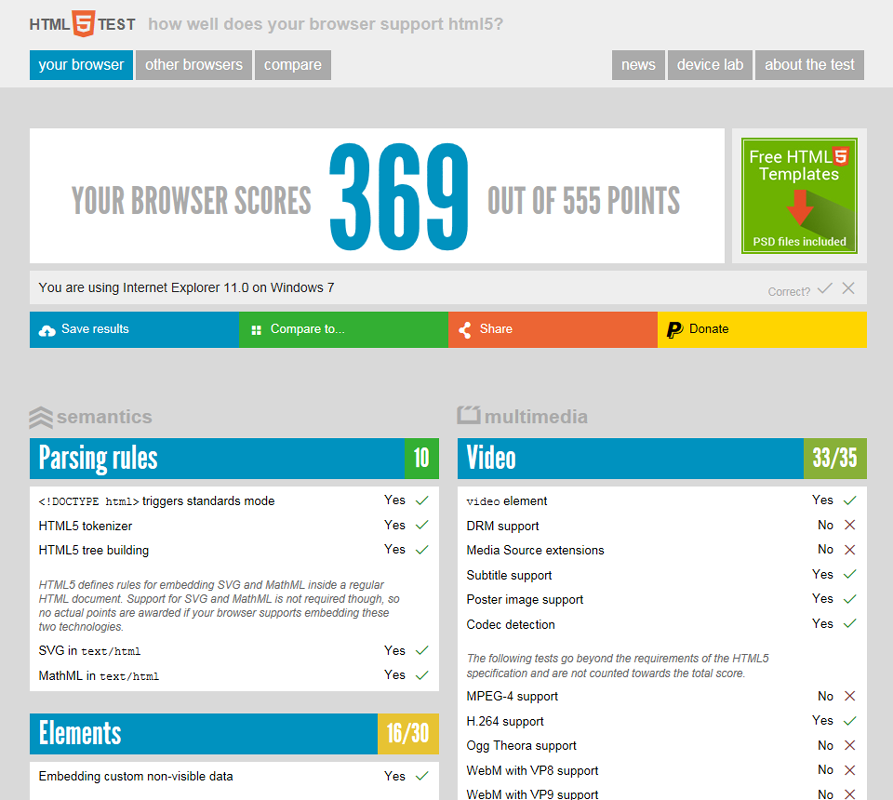 HTML5TEST how well does your browser support html5?
your browser other browsers compare news device lab about the test
YOUR BROWSER SCORES 369 OUT OF 555 POINTS
Free HTML5
Templates
PSD files included
You are using Internet Explorer 11.0 on Windows 7 Correct?
Save results Compare to... Share Donate
semantics
Parsing rules 10
<!DOCTYPE html> triggers standards mode Yes
HTML5 tokenizer Yes
HTML5 tree building Yes
HTML5 defines rules for embedding SVG and MathML inside a regular
HTML document. Support for SVG and MathML is not required though, so
no actual points are awarded if your browser supports embedding these
two technologies.
SVG in text/html Yes
MathML in text/html Yes
Elements 16/30
Embedding custom non-visible data Yes
multimedia
Video 33/35
video element Yes
DRM support No
Media Source extensions No
Subtitle support Yes
Poster image support Yes
Codec detection Yes
The following tests go beyond the requirements of the HTML5
specification and are not counted towards the total score.
MPEG-4 support No
H.264 support Yes
Ogg Theora support No
WebM with VP8 support No
WebM with VP9 support No